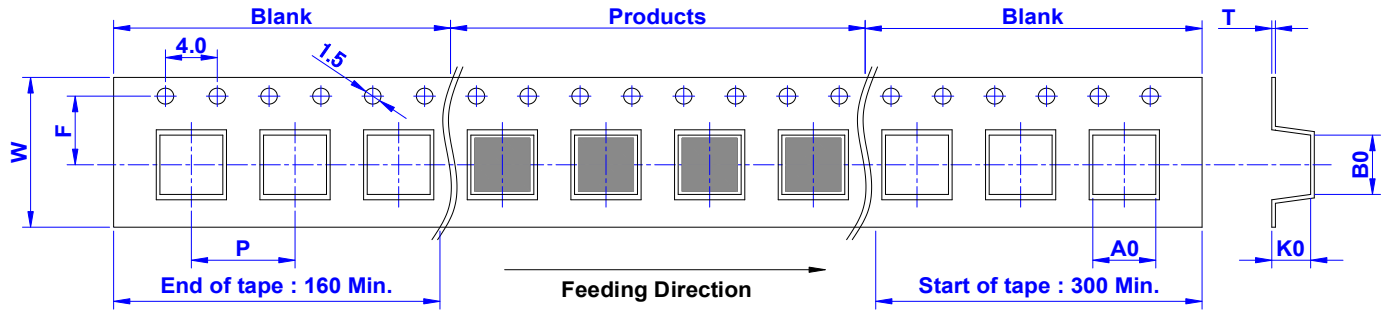 Blank
Products
Blank
T
4.0
1.5
F
W
B0
P
A0
K0
End of tape : 160 Min.
Feeding Direction
Start of tape : 300 Min.